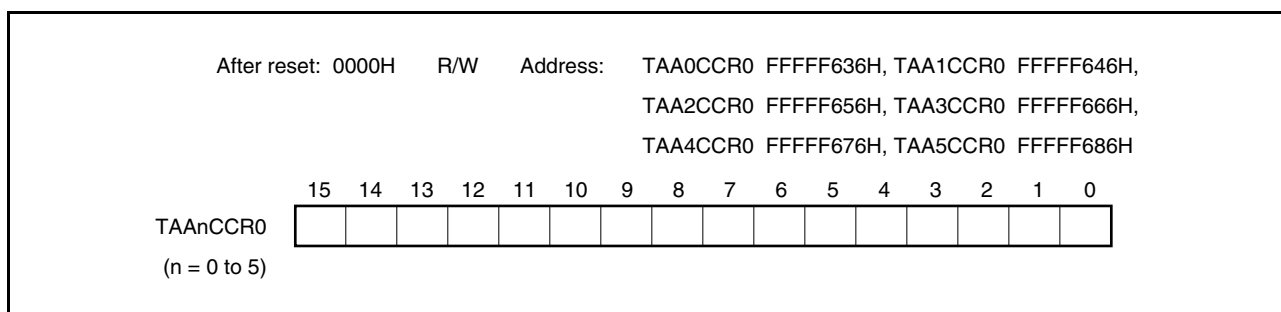 After reset: 0000H R/W Address: TAA0CCR0 FFFFF636H, TAA1CCR0 FFFFF646H,
TAA2CCR0 FFFFF656H, TAA3CCR0 FFFFF666H,
TAA4CCR0 FFFFF676H, TAA5CCR0 FFFFF686H
15 14 13 12 11 10 9 8 7 6 5 4 3 2 1 0
TAAnCCR0
(n = 0 to 5)